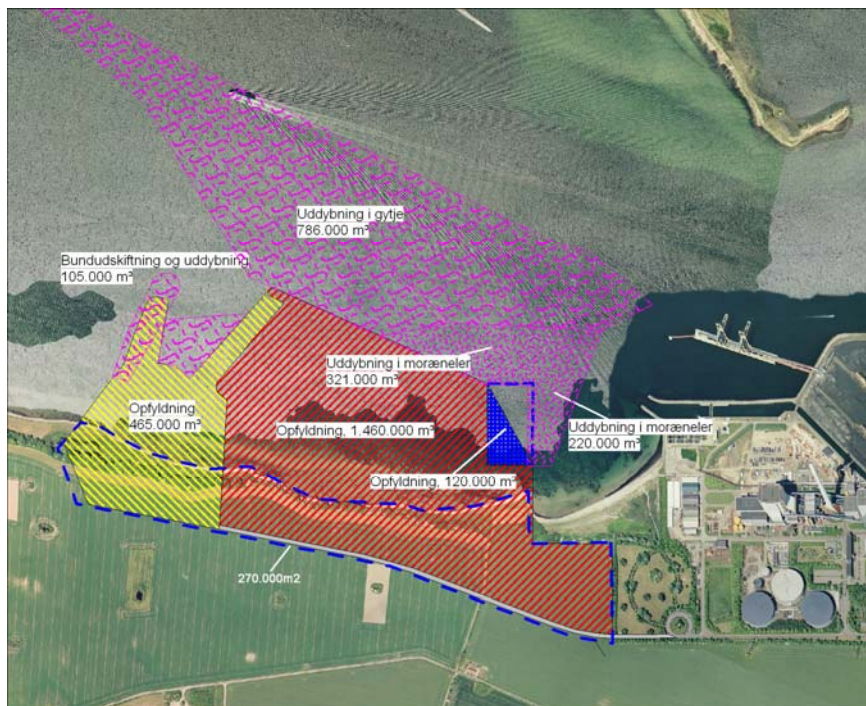 Uddybning i gytje
786.000 m³
Bundudskiftning og uddybning
105.000 m³
Uddybning i moræneler
321.000 m³
Opfyldning
465.000 m³
Opfyldning, 1.460.000 m³
Uddybning i moræneler
220.000 m³
Opfyldning, 120.000 m³
270.000m2